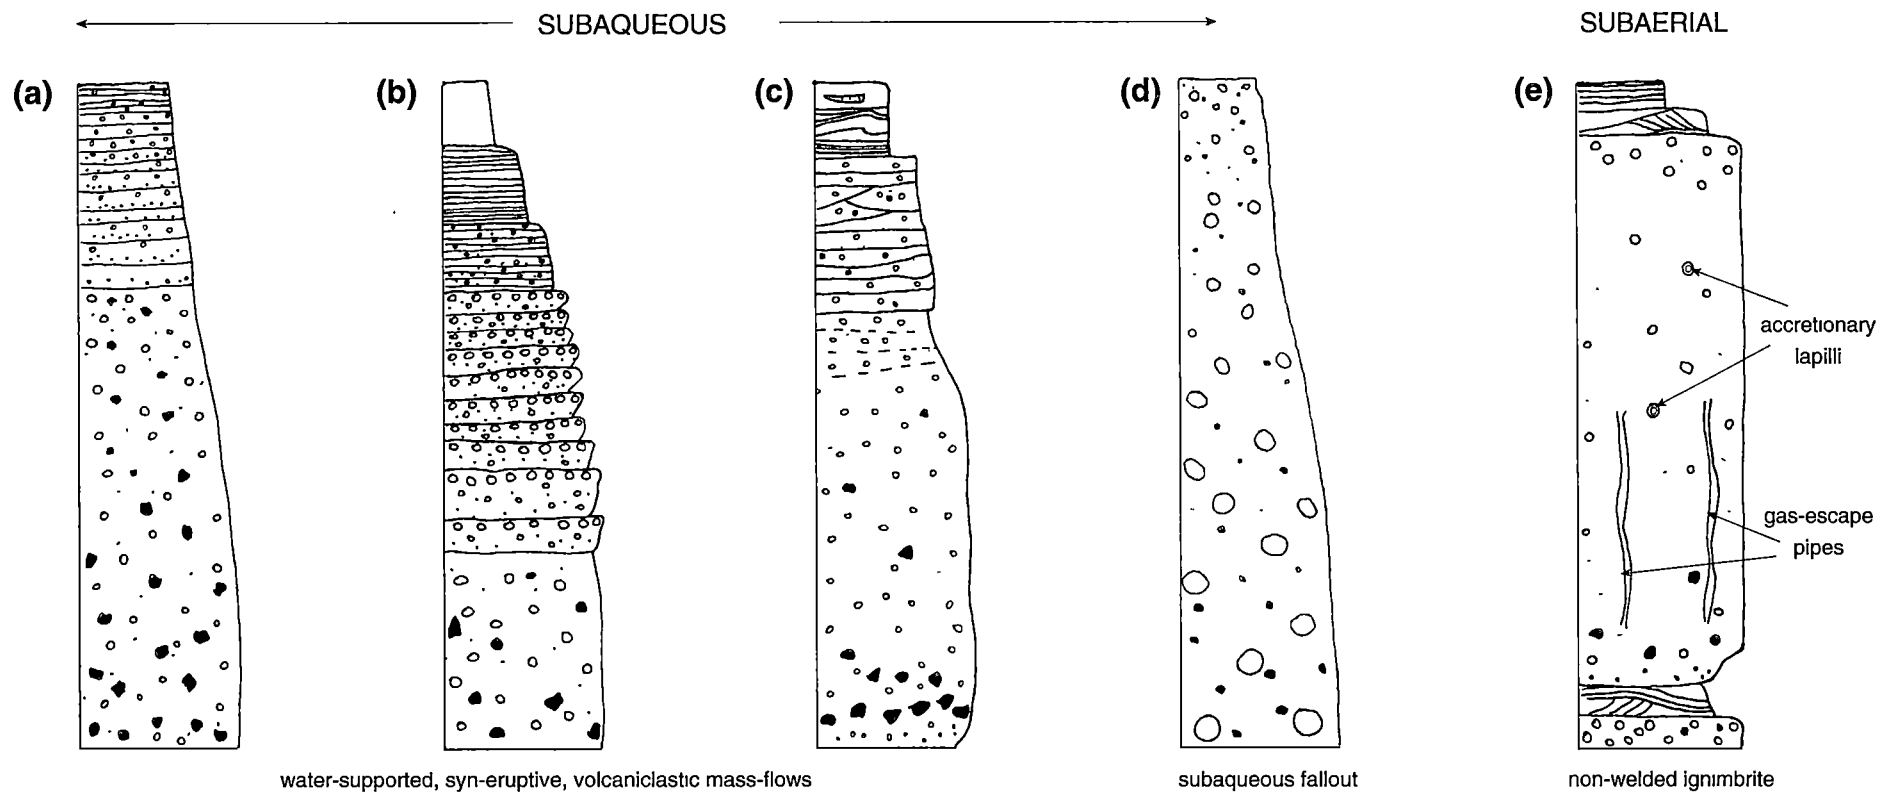 SUBAQUEOUS
SUBAERIAL
(a)
(b)
(c)
(d)
(e)
accretionary
lapilli
gas-escape
pipes
water-supported, syn-eruptive, volcaniclastic mass-flows
subaqueous fallout
non-welded ignimbrite